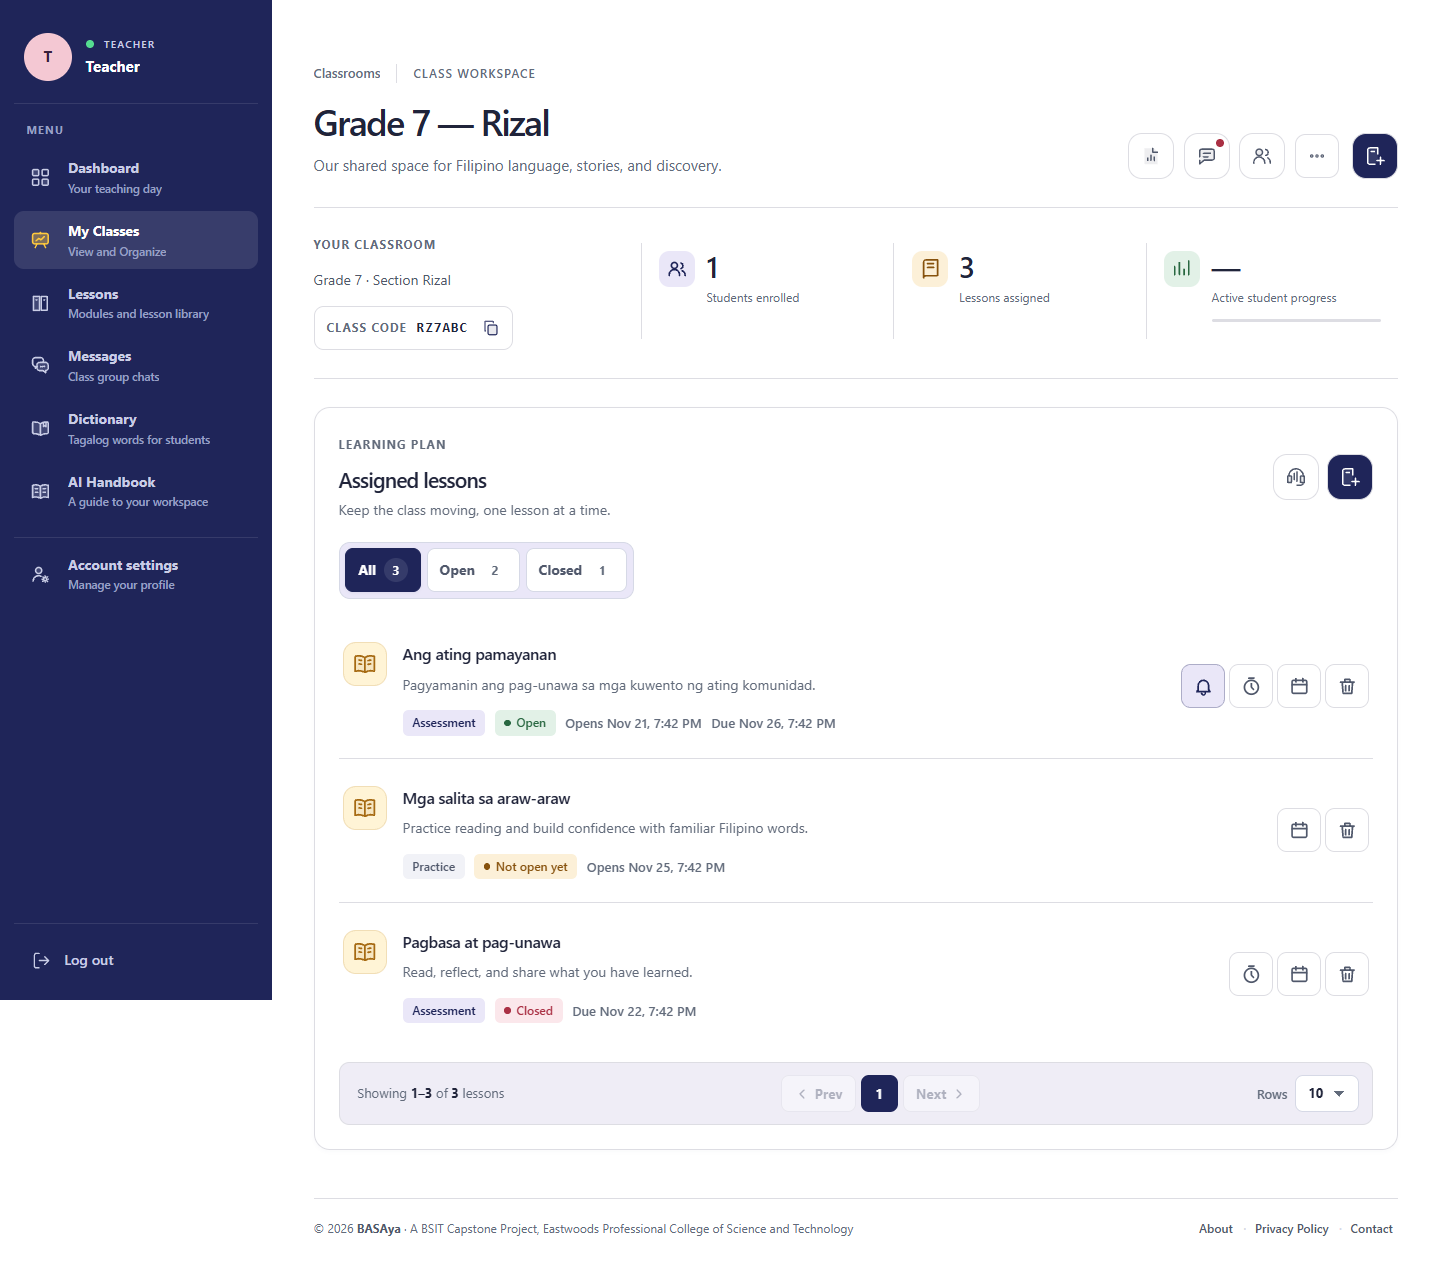 T
TEACHER
Teacher
MENU
Dashboard
Your teaching day
My Classes
View and Organize
Lessons
Modules and lesson library
Messages
Class group chats
Dictionary
Tagalog words for students
AI Handbook
A guide to your workspace
Account settings
Manage your profile
Log out
Classrooms
CLASS WORKSPACE
Grade 7 — Rizal
Our shared space for Filipino language, stories, and discovery.
YOUR CLASSROOM
Grade 7 · Section Rizal
CLASS CODE RZ7ABC
1
Students enrolled
3
Lessons assigned
—
Active student progress
LEARNING PLAN
Assigned lessons
Keep the class moving, one lesson at a time.
All 3 Open 2 Closed 1
Ang ating pamayanan
Pagyamanin ang pag-unawa sa mga kuwento ng ating komunidad.
Assessment Open Opens Nov 21, 7:42 PM Due Nov 26, 7:42 PM
Mga salita sa araw-araw
Practice reading and build confidence with familiar Filipino words.
Practice Not open yet Opens Nov 25, 7:42 PM
Pagbasa at pag-unawa
Read, reflect, and share what you have learned.
Assessment Closed Due Nov 22, 7:42 PM
Showing 1–3 of 3 lessons Prev 1 Next Rows 10
© 2026 BASAya · A BSIT Capstone Project, Eastwoods Professional College of Science and Technology About · Privacy Policy · Contact